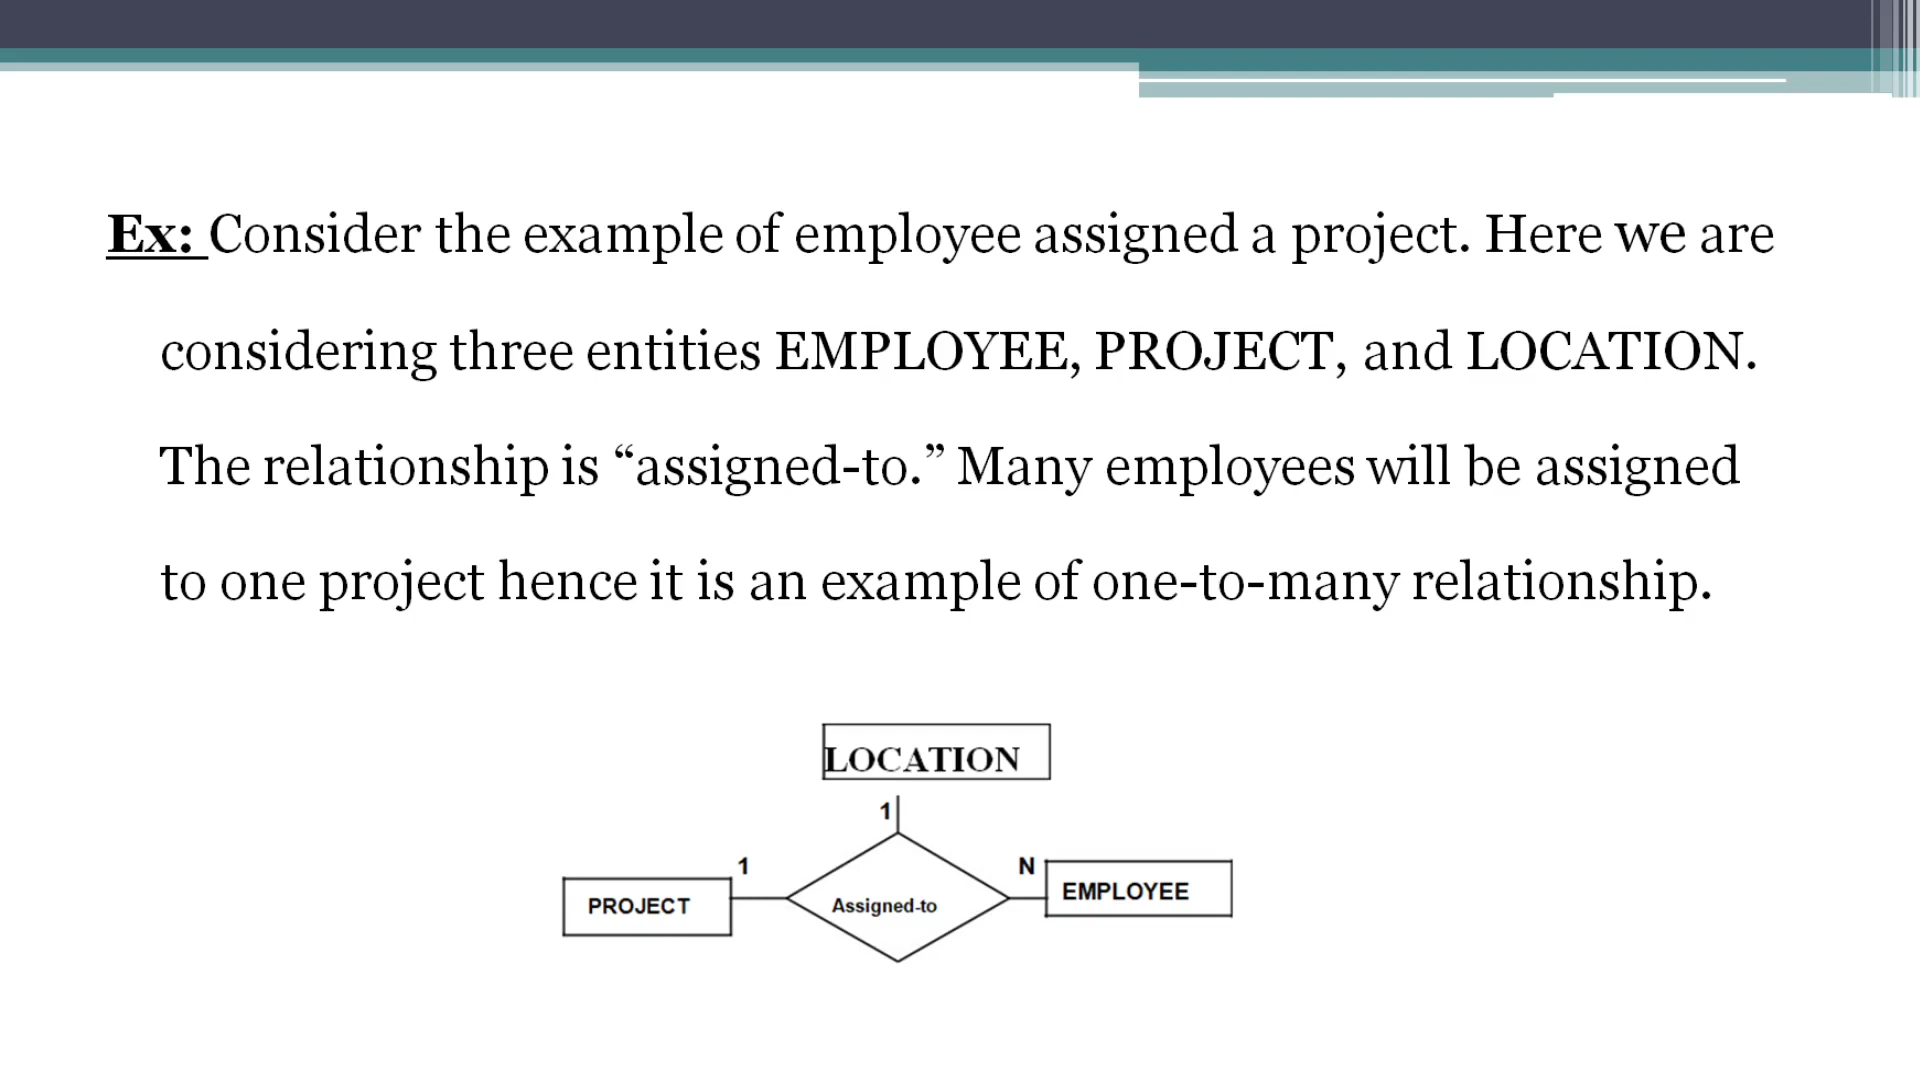 Ex: Consider the example of employee assigned a project. Here we are
considering three entities EMPLOYEE, PROJECT, and LOCATION.
The relationship is “assigned-to.” Many employees will be assigned
to one project hence it is an example of one-to-many relationship.
LOCATION
1
1
N
PROJECT
Assigned-to
EMPLOYEE